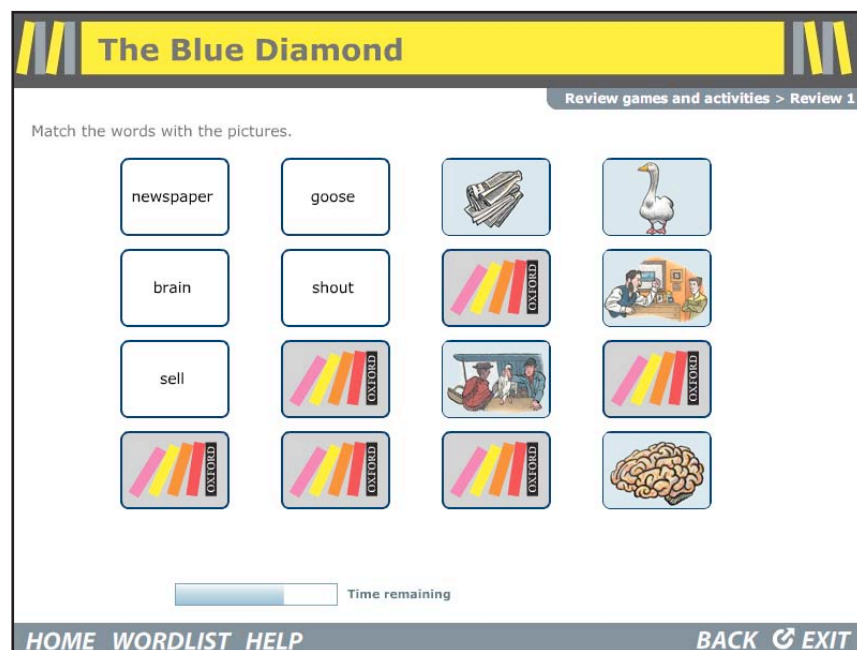 The Blue Diamond
Review games and activities > Review 1
Match the words with the pictures.
newspaper goose
brain shout
OXFORD
sell
OXFORD
OXFORD
OXFORD
OXFORD
OXFORD
Time remaining
HOME WORDLIST HELP BACK EXIT